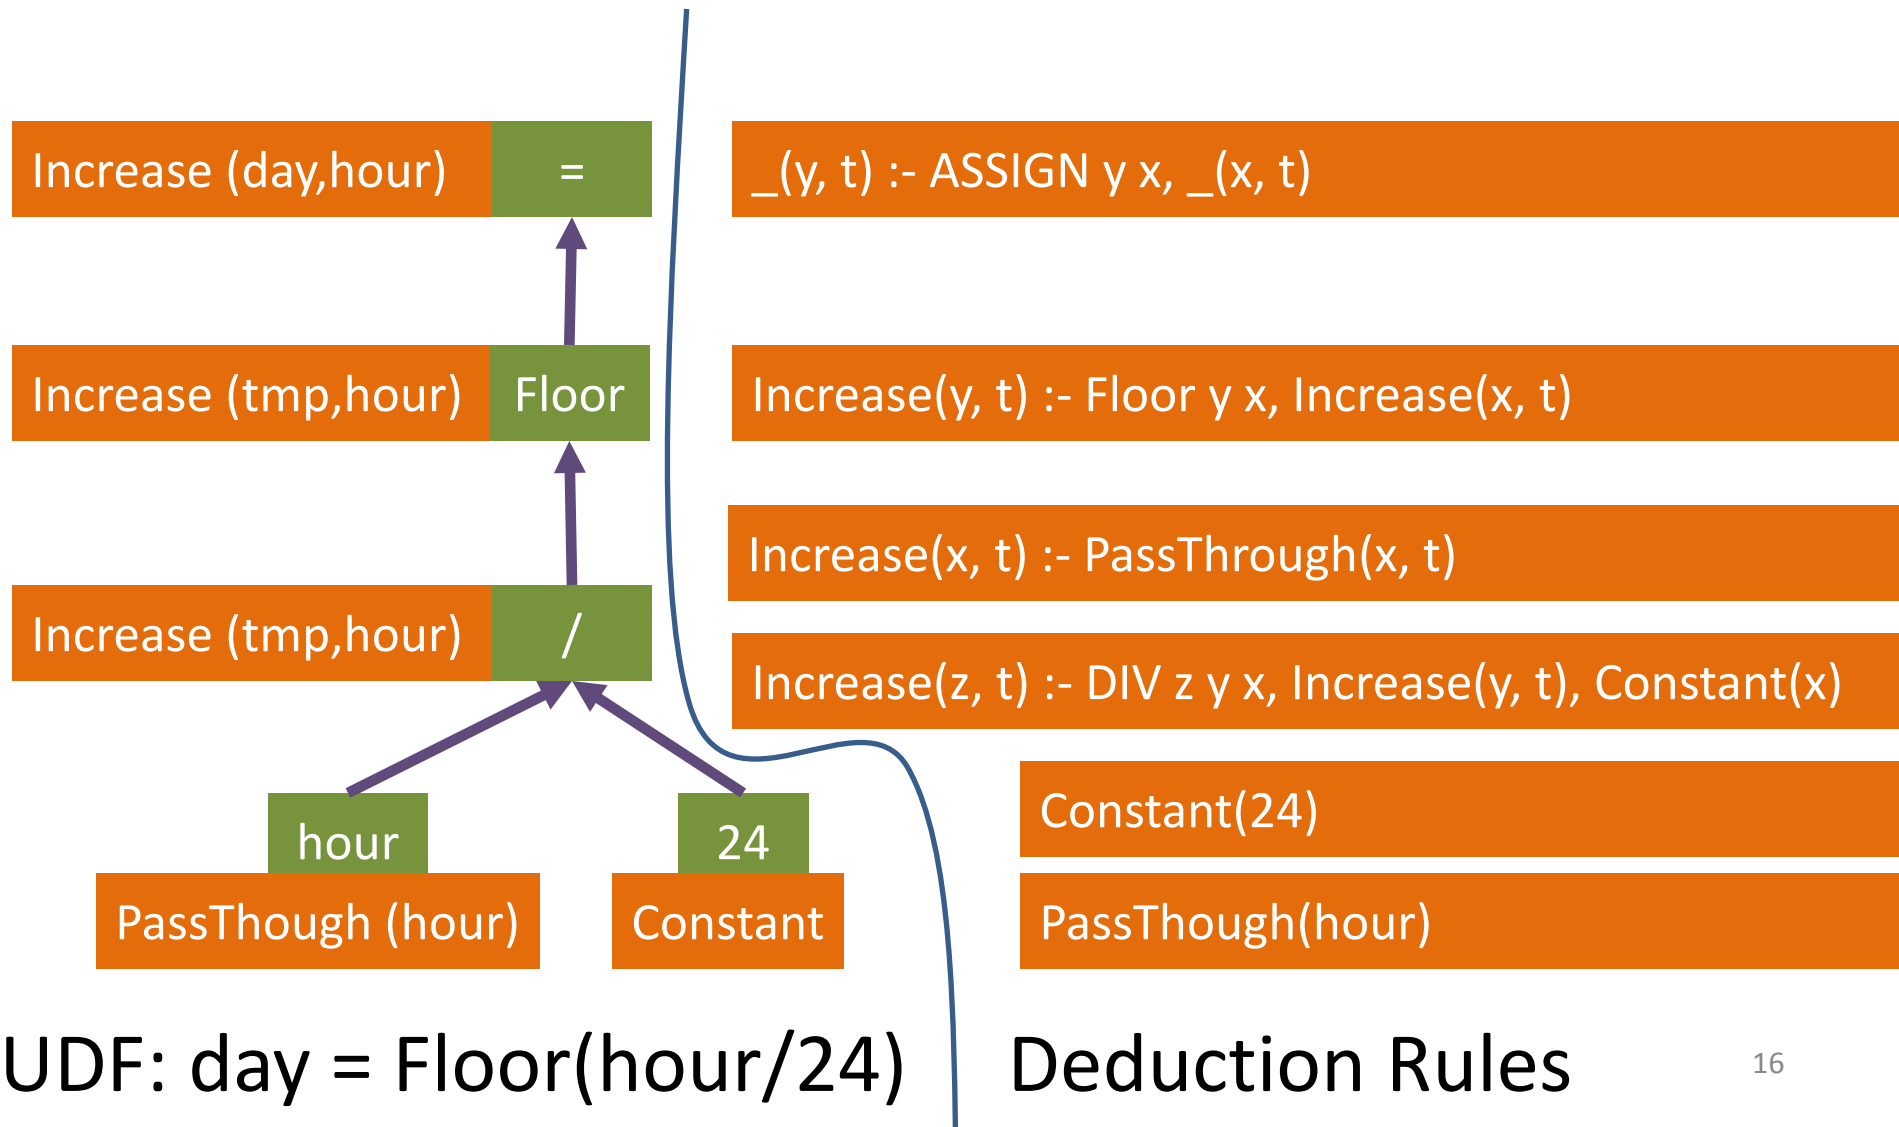 Increase (day,hour) =
_(y, t) :- ASSIGN y x, _(x, t)
Increase (tmp,hour) Floor
Increase(y, t) :- Floor y x, Increase(x, t)
Increase(x, t) :- PassThrough(x, t)
Increase (tmp,hour) /
Increase(z, t) :- DIV z y x, Increase(y, t), Constant(x)
hour
24
Constant(24)
PassThough (hour)
Constant
PassThough(hour)
UDF: day = Floor(hour/24)
Deduction Rules
16